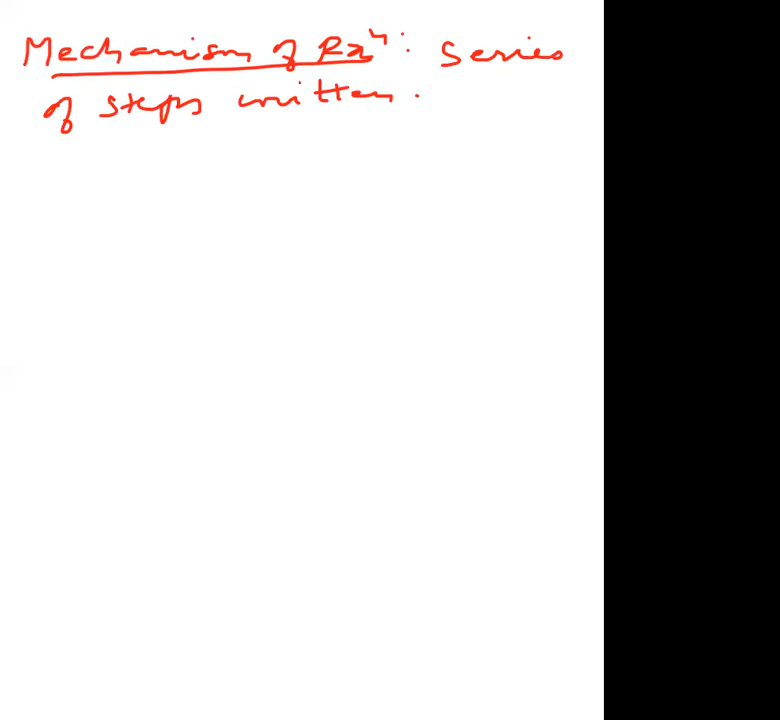 Mechanism of Rxⁿ: Series
of steps written.